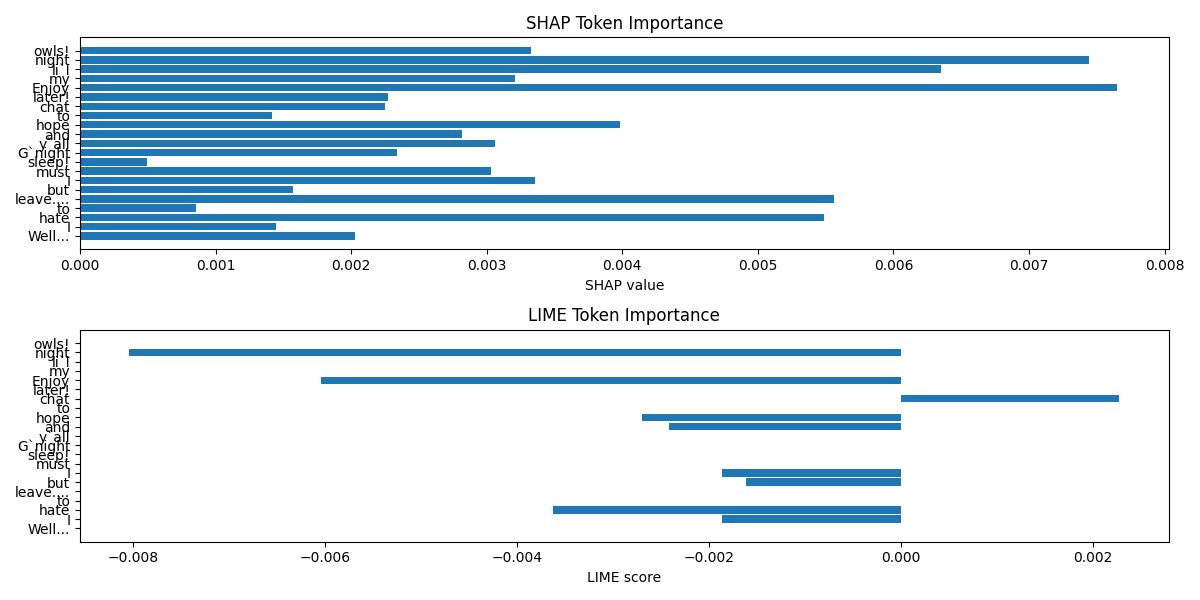 SHAP Token Importance
owls!
night
li`l
my
Enjoy
later!
chat
to
hope
and
y`all
G`night
sleep!
must
I
but
leave....
to
hate
I
Well...
0.000 0.001 0.002 0.003 0.004 0.005 0.006 0.007 0.008
SHAP value
LIME Token Importance
owls!
night
li`l
my
Enjoy
later!
chat
to
hope
and
y`all
G`night
sleep!
must
I
but
leave....
to
hate
I
Well...
−0.008 −0.006 −0.004 −0.002 0.000 0.002
LIME score